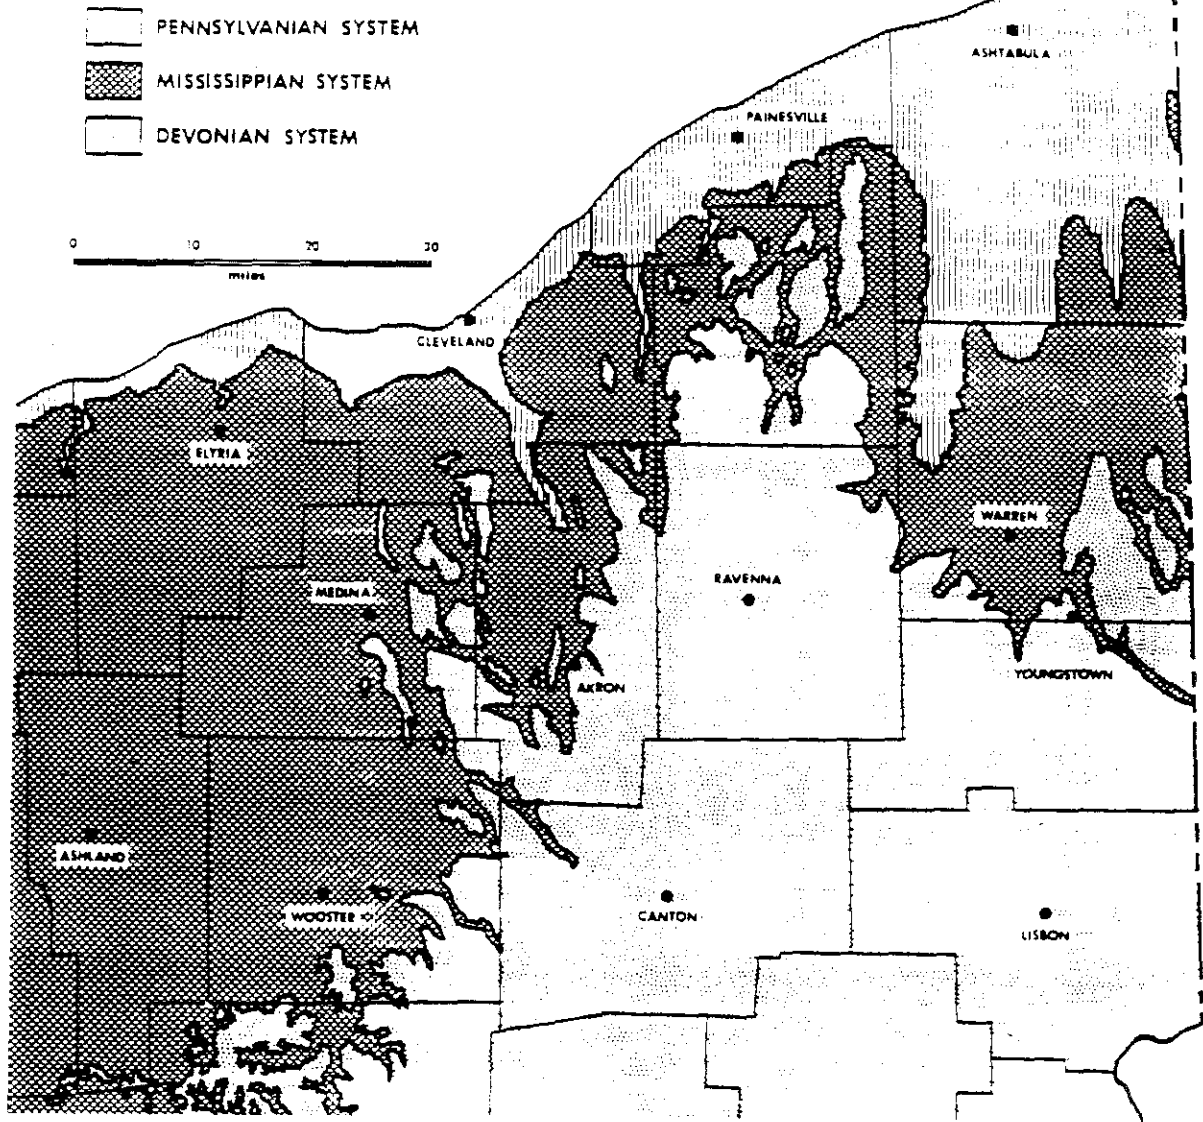 PENNSYLVANIAN SYSTEM
MISSISSIPPIAN SYSTEM
DEVONIAN SYSTEM
0 10 20 30
miles
ASHTABULA
PAINESVILLE
CLEVELAND
ELYRIA
WARREN
RAVENNA
MEDINA
YOUNGSTOWN
AKRON
ASHLAND
WOOSTER
CANTON
LISBON